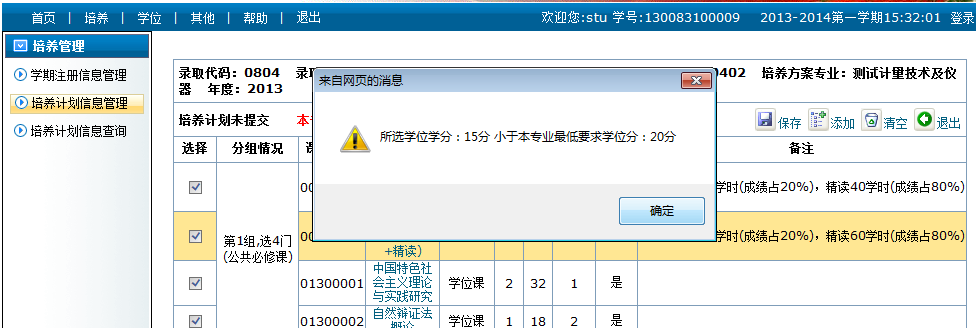 首页 | 培养 | 学位 | 其他 | 帮助 | 退出 欢迎您:stu 学号:130083100009 2013-2014第一学期15:32:01 登录
培养管理
学期注册信息管理
培养计划信息管理
培养计划信息查询
录取代码：0804 录 0402 培养方案专业：测试计量技术及仪
器 年度：2013
培养计划未提交 本 保存 添加 清空 退出
选择 分组情况 备注
00 学时(成绩占20%)，精读40学时(成绩占80%)
第1组,选4门
(公共必修课)
00 学时(成绩占20%)，精读60学时(成绩占80%)
+精读）
01300001 中国特色社
会主义理论
与实践研究
学位课 2 32 1 是
01300002 自然辩证法
概论
学位课 1 18 2 是
来自网页的消息
所选学位学分：15分 小于本专业最低要求学位分：20分
确定